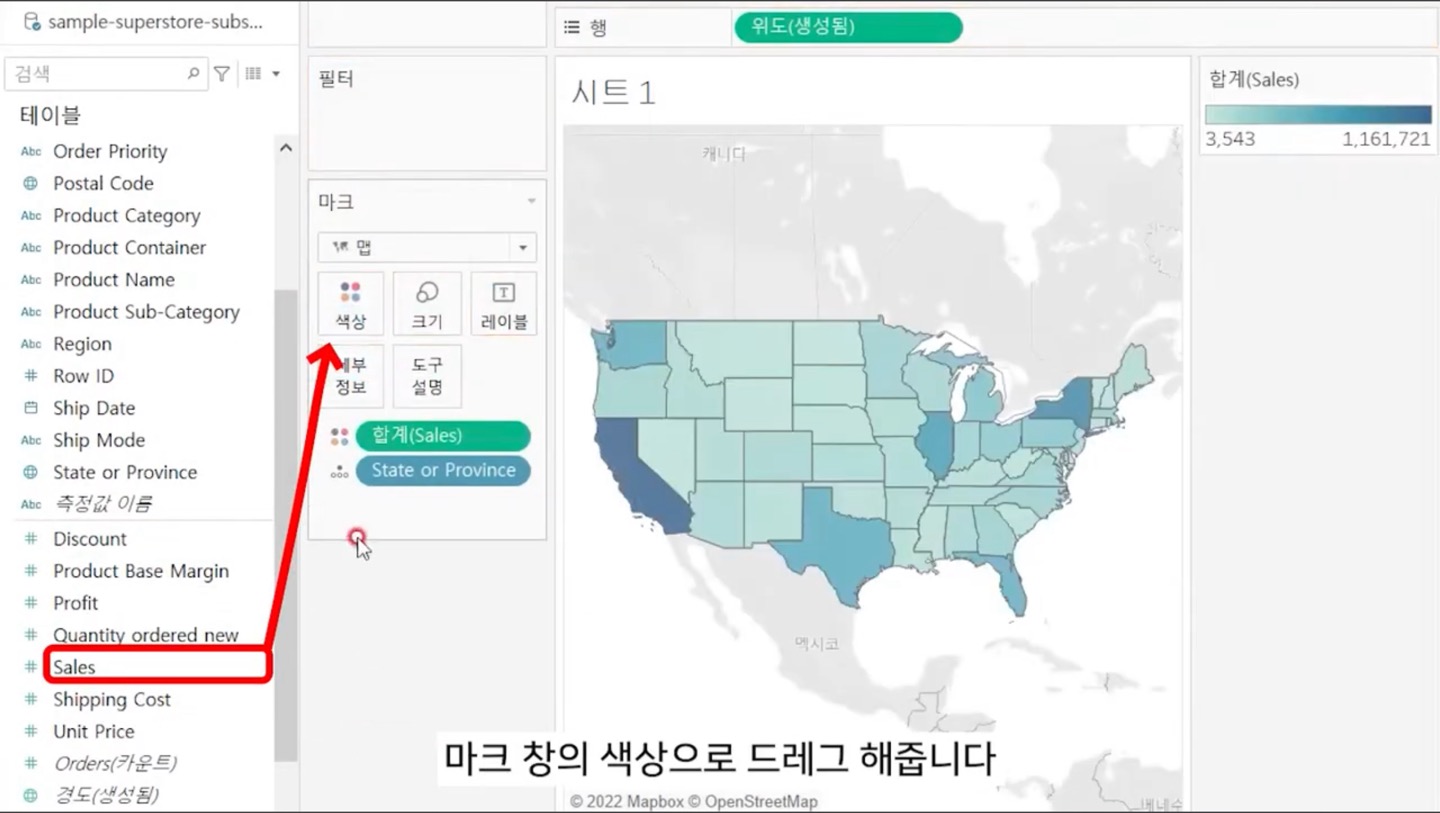 sample-superstore-subs...
검색
테이블
Abc Order Priority
Postal Code
Abc Product Category
Abc Product Container
Abc Product Name
Abc Product Sub-Category
Abc Region
# Row ID
Ship Date
Abc Ship Mode
State or Province
Abc 측정값 이름
# Discount
# Product Base Margin
# Profit
# Quantity ordered new
# Sales
# Shipping Cost
# Unit Price
# Orders(카운트)
경도(생성됨)
필터
마크
맵
색상
크기
T
레이블
세부
정보
도구
설명
합계(Sales)
State or Province
행
위도(생성됨)
시트 1
캐나다
멕시코
© 2022 Mapbox © OpenStreetMap
합계(Sales)
3,543
1,161,721
마크 창의 색상으로 드레그 해줍니다